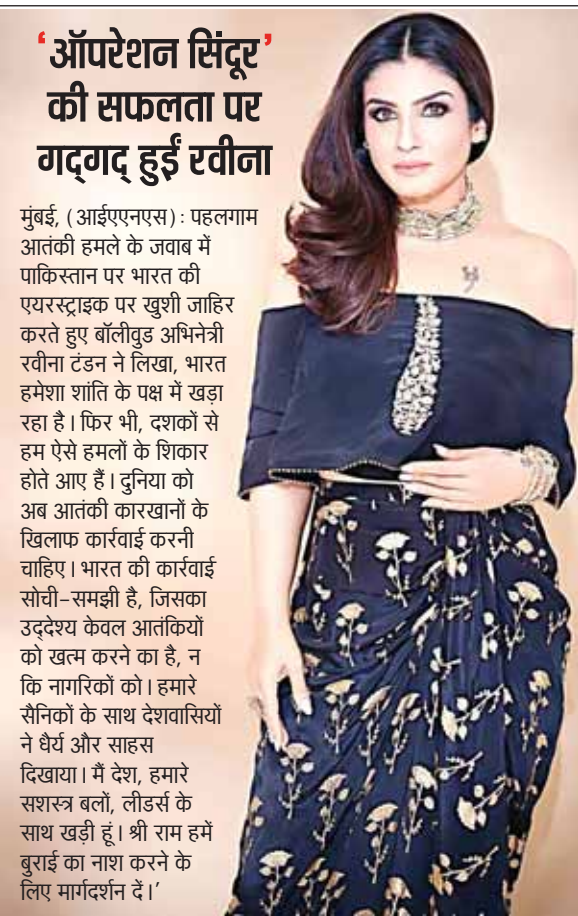 ‘ऑपरेशन सिंदूर’
की सफलता पर
गद्‌गद् हुईं रवीना
मुंबई, (आईएएनएस): पहलगाम
आतंकी हमले के जवाब में
पाकिस्तान पर भारत की
एयरस्ट्राइक पर खुशी जाहिर
करते हुए बॉलीवुड अभिनेत्री
रवीना टंडन ने लिखा, भारत
हमेशा शांति के पक्ष में खड़ा
रहा है। फिर भी, दशकों से
हम ऐसे हमलों के शिकार
होते आए हैं। दुनिया को
अब आतंकी कारखानों के
खिलाफ कार्रवाई करनी
चाहिए। भारत की कार्रवाई
सोची-समझी है, जिसका
उद्‌देश्य केवल आतंकियों
को खत्म करने का है, न
कि नागरिकों को। हमारे
सैनिकों के साथ देशवासियों
ने धैर्य और साहस
दिखाया। मैं देश, हमारे
सशस्त्र बलों, लीडर्स के
साथ खड़ी हूं। श्री राम हमें
बुराई का नाश करने के
लिए मार्गदर्शन दें।’